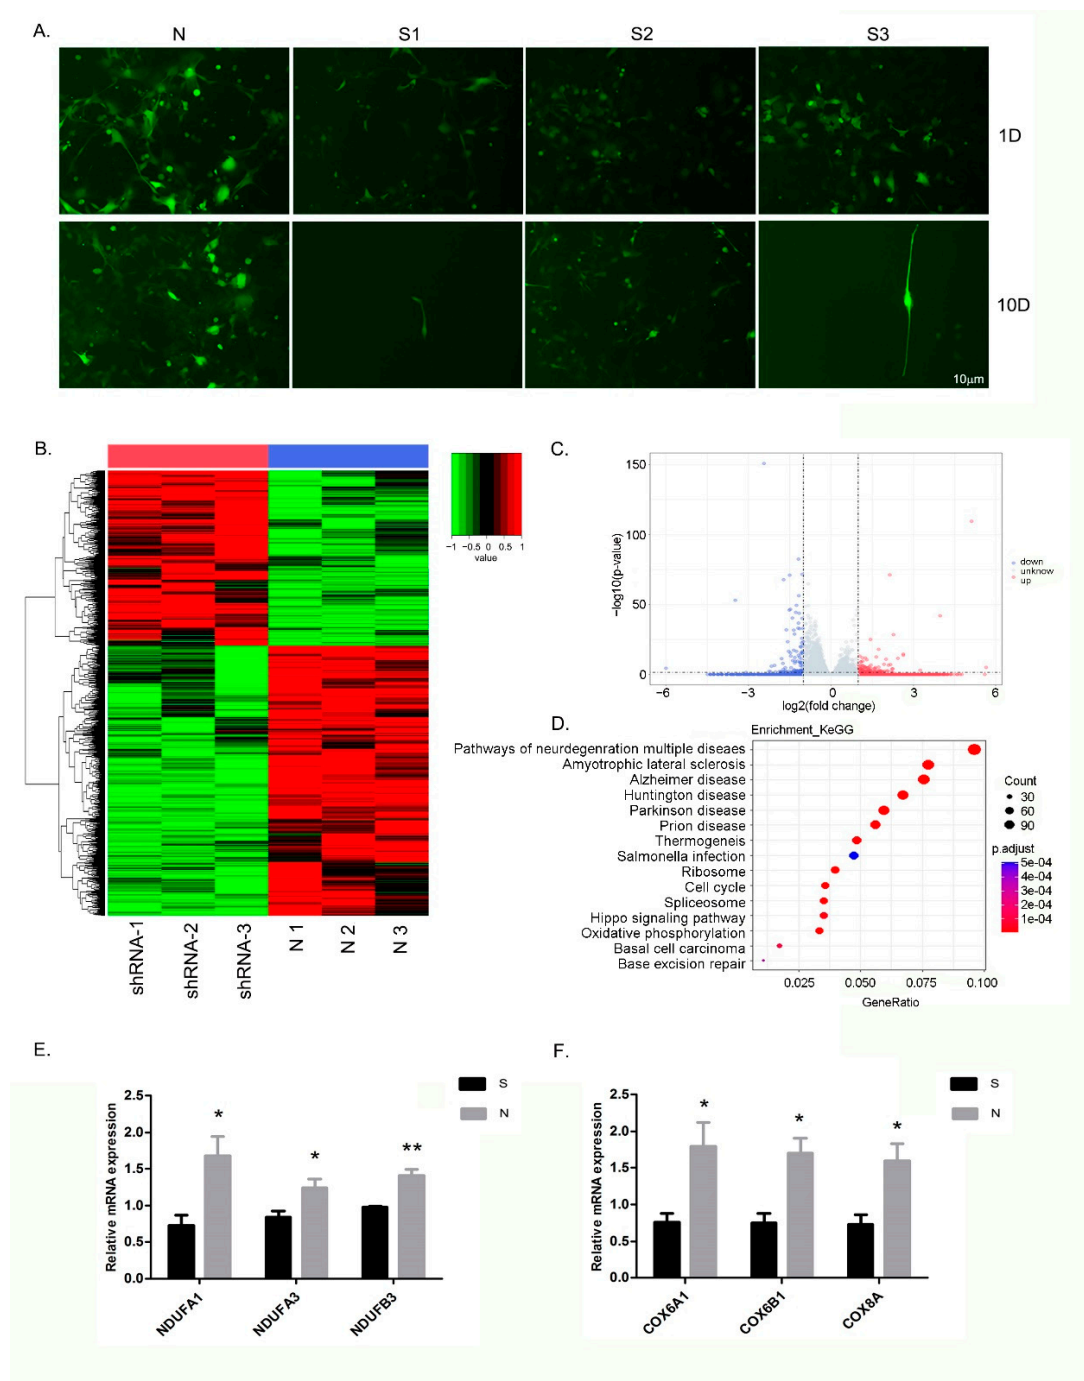 A.
N S1 S2 S3
1D
10D
10μm
B.
−1 −0.5 0 0.5 1
value
shRNA-1 shRNA-2 shRNA-3 N 1 N 2 N 3
C.
150
100
50
0
−log10(p-value)
−6 −3 0 3 6
log2(fold change)
down
unknow
up
D.
Enrichment_KeGG
Pathways of neurdegenration multiple diseaes
Amyotrophic lateral sclerosis
Alzheimer disease
Huntington disease
Parkinson disease
Prion disease
Thermogeneis
Salmonella infection
Ribosome
Cell cycle
Spliceosome
Hippo signaling pathway
Oxidative phosphorylation
Basal cell carcinoma
Base excision repair
0.025 0.050 0.075 0.100
GeneRatio
Count
30
60
90
p.adjust
5e-04
4e-04
2e-04
1e-04
E.
Relative mRNA expression
2.5
2.0
1.5
1.0
0.5
0.0
* * **
NDUFA1 NDUFA3 NDUFB3
S
N
F.
Relative mRNA expression
2.5
2.0
1.5
1.0
0.5
0.0
* * *
COX6A1 COX6B1 COX8A
S
N